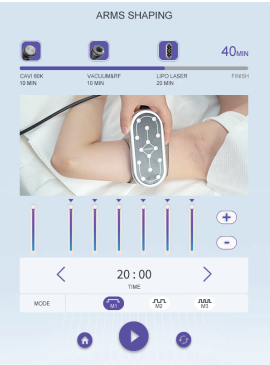 ARMS SHAPING
40MIN
CAVI 80K
10 MIN
VACUUM&RF
10 MIN
LIPO LASER
20 MIN
FINISH
20 : 00
TIME
MODE
M1
M2
M3